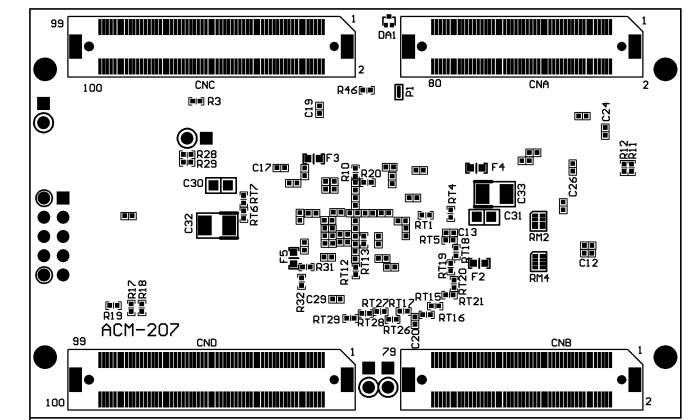 99
1
DA1
1
100
CNC
2
R46
P1
80
CNA
2
R3
C19
C24
R28
R29
F3
R12
R11
C17
R10
R20
F4
C26
C30
RT7
RT6
RT4
C33
C32
C31
RT1
RM2
C13
RT5
RT18
F5
RT13
RT12
R31
RT19
F2
C12
RT20
RM4
R32
C29
RT21
R17
R18
R19
RT15
RT27
RT17
RT16
RT29
RT28
RT26
C20
ACM-207
99
CND
1
79
CNB
1
100
2
2